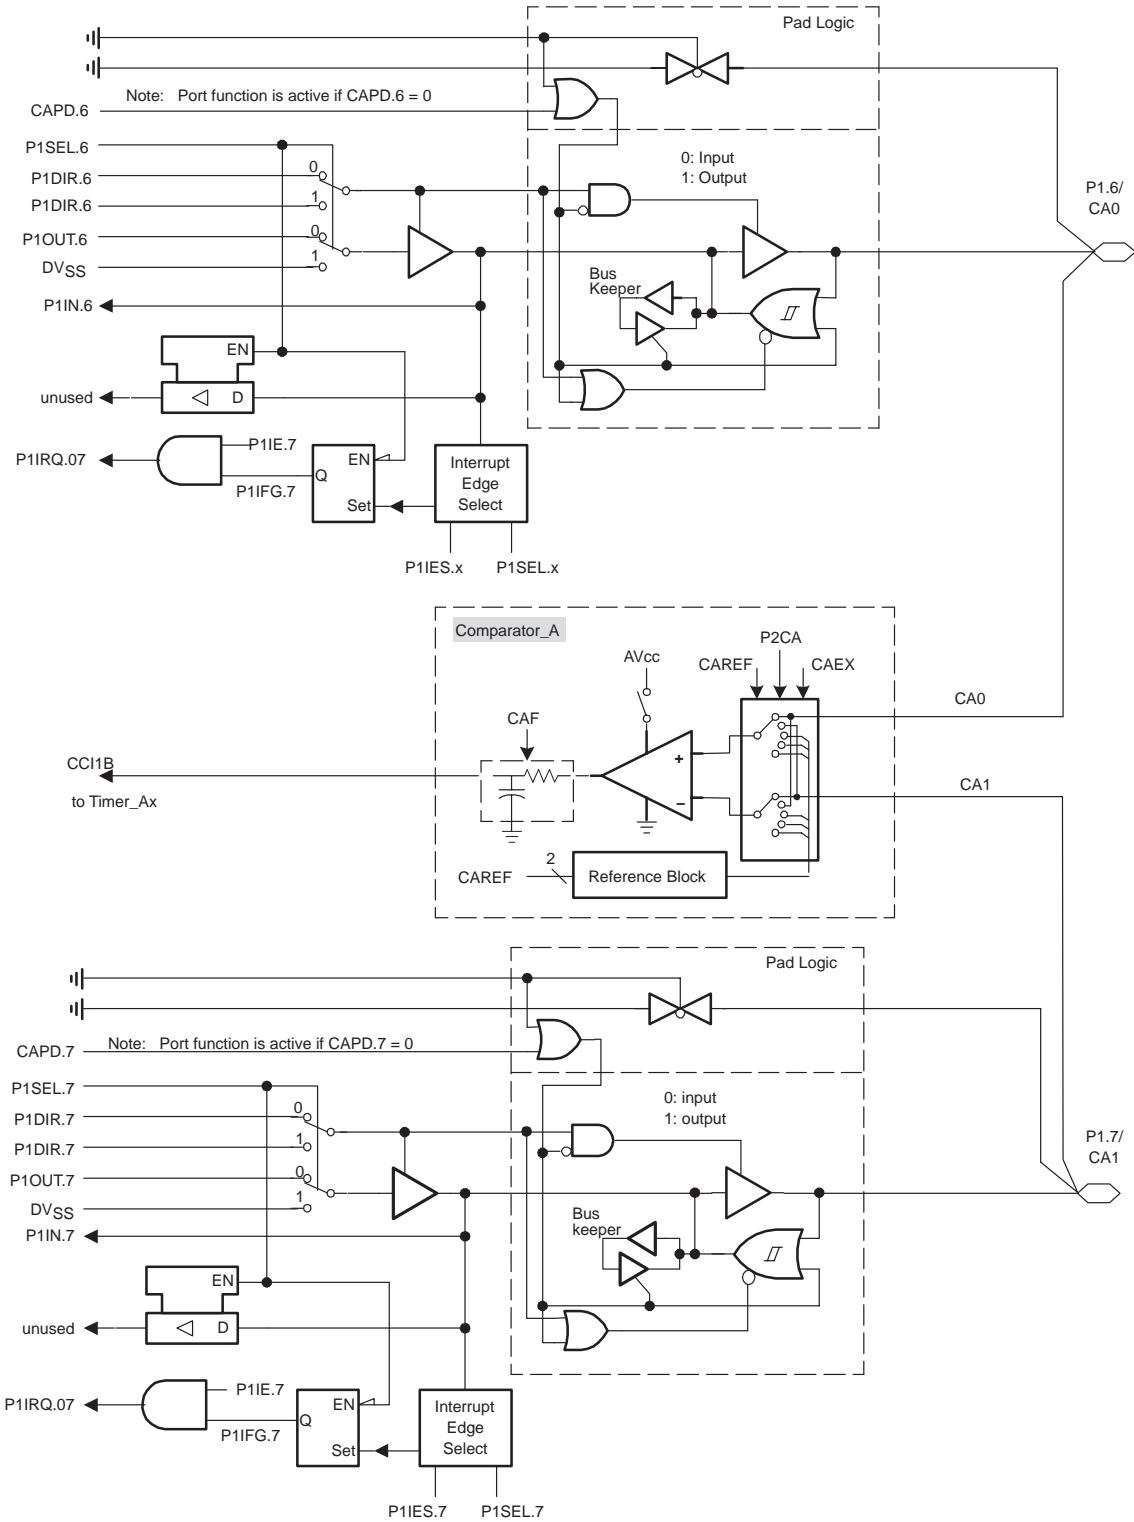 Pad Logic
Note: Port function is active if CAPD.6 = 0
CAPD.6
P1SEL.6
0: Input
1: Output
0
P1DIR.6
1
P1DIR.6
P1.6/
CA0
0
P1OUT.6
1
DVSS
Bus
Keeper
P1IN.6
EN
unused
D
P1IE.7
P1IRQ.07
EN
Q
P1IFG.7
Set
Interrupt
Edge
Select
P1IES.x
P1SEL.x
Comparator_A
P2CA
AVcc
CAREF
CAEX
CA0
CAF
+
CCI1B
CA1
to Timer_Ax
−
2
CAREF
Reference Block
Pad Logic
Note: Port function is active if CAPD.7 = 0
CAPD.7
P1SEL.7
0: input
1: output
0
P1DIR.7
1
P1DIR.7
P1.7/
CA1
0
P1OUT.7
1
DVSS
Bus
keeper
P1IN.7
EN
unused
D
P1IE.7
P1IRQ.07
EN
Q
P1IFG.7
Set
Interrupt
Edge
Select
P1IES.7
P1SEL.7